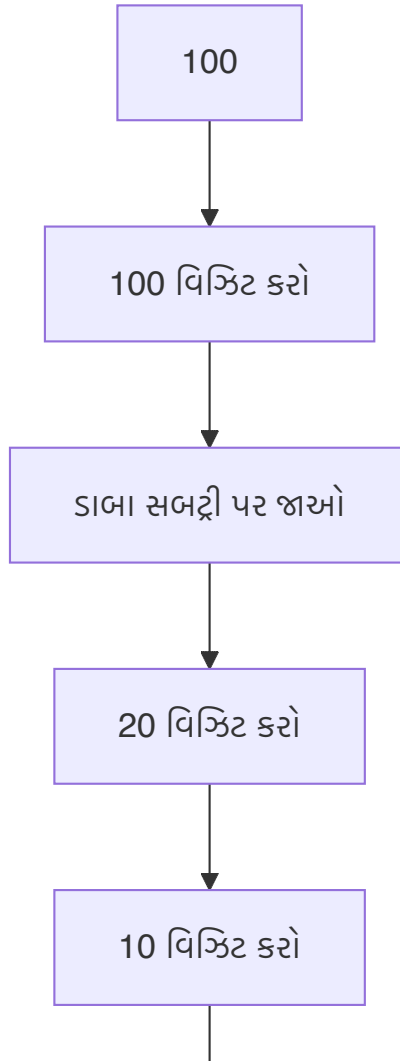 100
100 વિઝિટ કરો
ડાબા સબટ્રી પર જાઓ
20 વિઝિટ કરો
10 વિઝિટ કરો